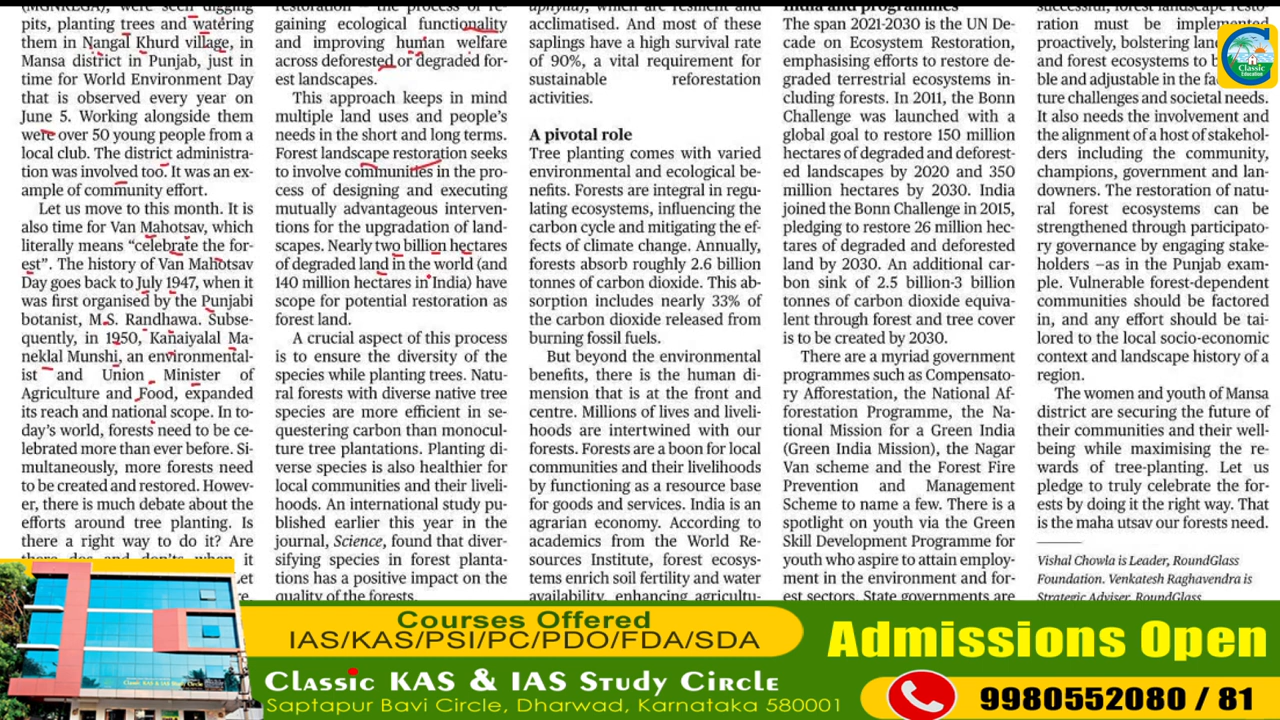 (MGNREGA), were seen digging
pits, planting trees and watering
them in Nangal Khurd village, in
Mansa district in Punjab, just in
time for World Environment Day
that is observed every year on
June 5. Working alongside them
were over 50 young people from a
local club. The district administra-
tion was involved too. It was an ex-
ample of community effort.
Let us move to this month. It is
also time for Van Mahotsav, which
literally means “celebrate the for-
est”. The history of Van Mahotsav
Day goes back to July 1947, when it
was first organised by the Punjabi
botanist, M.S. Randhawa. Subse-
quently, in 1950, Kanaiyalal Ma-
neklal Munshi, an environmental-
ist and Union Minister of
Agriculture and Food, expanded
its reach and national scope. In to-
day’s world, forests need to be ce-
lebrated more than ever before. Si-
multaneously, more forests need
to be created and restored. Howev-
er, there is much debate about the
efforts around tree planting. Is
there a right way to do it? Are
there dos and don’ts when it
restoration – the process of re-
gaining ecological functionality
and improving human welfare
across deforested or degraded for-
est landscapes.
This approach keeps in mind
multiple land uses and people’s
needs in the short and long terms.
Forest landscape restoration seeks
to involve communities in the pro-
cess of designing and executing
mutually advantageous interven-
tions for the upgradation of land-
scapes. Nearly two billion hectares
of degraded land in the world (and
140 million hectares in India) have
scope for potential restoration as
forest land.
A crucial aspect of this process
is to ensure the diversity of the
species while planting trees. Natu-
ral forests with diverse native tree
species are more efficient in se-
questering carbon than monocul-
ture tree plantations. Planting di-
verse species is also healthier for
local communities and their liveli-
hoods. An international study pu-
blished earlier this year in the
journal, Science, found that diver-
sifying species in forest planta-
tions has a positive impact on the
quality of the forests.
which are resilient and
acclimatised. And most of these
saplings have a high survival rate
of 90%, a vital requirement for
sustainable reforestation
activities.
A pivotal role
Tree planting comes with varied
environmental and ecological be-
nefits. Forests are integral in regu-
lating ecosystems, influencing the
carbon cycle and mitigating the ef-
fects of climate change. Annually,
forests absorb roughly 2.6 billion
tonnes of carbon dioxide. This ab-
sorption includes nearly 33% of
the carbon dioxide released from
burning fossil fuels.
But beyond the environmental
benefits, there is the human di-
mension that is at the front and
centre. Millions of lives and liveli-
hoods are intertwined with our
forests. Forests are a boon for local
communities and their livelihoods
by functioning as a resource base
for goods and services. India is an
agrarian economy. According to
academics from the World Re-
sources Institute, forest ecosys-
tems enrich soil fertility and water
availability, enhancing agricultu-
India and programmes
The span 2021-2030 is the UN De-
cade on Ecosystem Restoration,
emphasising efforts to restore de-
graded terrestrial ecosystems in-
cluding forests. In 2011, the Bonn
Challenge was launched with a
global goal to restore 150 million
hectares of degraded and deforest-
ed landscapes by 2020 and 350
million hectares by 2030. India
joined the Bonn Challenge in 2015,
pledging to restore 26 million hec-
tares of degraded and deforested
land by 2030. An additional car-
bon sink of 2.5 billion-3 billion
tonnes of carbon dioxide equiva-
lent through forest and tree cover
is to be created by 2030.
There are a myriad government
programmes such as Compensato-
ry Afforestation, the National Af-
forestation Programme, the Na-
tional Mission for a Green India
(Green India Mission), the Nagar
Van scheme and the Forest Fire
Prevention and Management
Scheme to name a few. There is a
spotlight on youth via the Green
Skill Development Programme for
youth who aspire to attain employ-
ment in the environment and for-
est sectors. State governments are
successful, forest landscape resto-
ration must be implemented
proactively, bolstering
and forest ecosystems to
ble and adjustable in the
ture challenges and societal needs.
It also needs the involvement and
the alignment of a host of stakehol-
ders including the community,
champions, government and lan-
downers. The restoration of natu-
ral forest ecosystems can be
strengthened through participato-
ry governance by engaging stake-
holders –as in the Punjab exam-
ple. Vulnerable forest-dependent
communities should be factored
in, and any effort should be tai-
lored to the local socio-economic
context and landscape history of a
region.
The women and youth of Mansa
district are securing the future of
their communities and their well-
being while maximising the re-
wards of tree-planting. Let us
pledge to truly celebrate the for-
ests by doing it the right way. That
is the maha utsav our forests need.
Vishal Chowla is Leader, RoundGlass
Foundation. Venkatesh Raghavendra is
Strategic Adviser, RoundGlass
Classic
Education
Classic KAS & IAS Study Circle
Courses Offered
IAS/KAS/PSI/PC/PDO/FDA/SDA
Classic KAS & IAS Study Circle
Saptapur Bavi Circle, Dharwad, Karnataka 580001
Admissions Open
9980552080 / 81